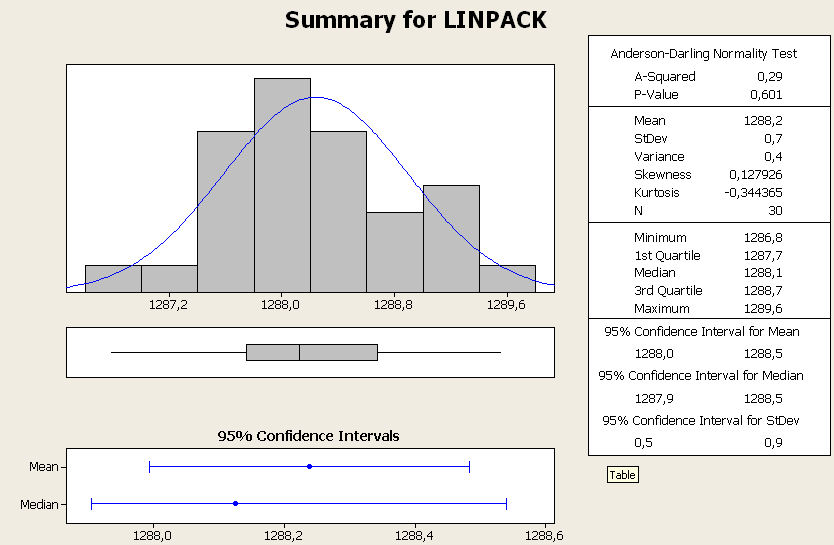 Summary for LINPACK
1287,2 1288,0 1288,8 1289,6
95% Confidence Intervals
Mean
Median
1288,0 1288,2 1288,4 1288,6
Anderson-Darling Normality Test
A-Squared 0,29
P-Value 0,601
Mean 1288,2
StDev 0,7
Variance 0,4
Skewness 0,127926
Kurtosis -0,344365
N 30
Minimum 1286,8
1st Quartile 1287,7
Median 1288,1
3rd Quartile 1288,7
Maximum 1289,6
95% Confidence Interval for Mean
1288,0 1288,5
95% Confidence Interval for Median
1287,9 1288,5
95% Confidence Interval for StDev
0,5 0,9
Table